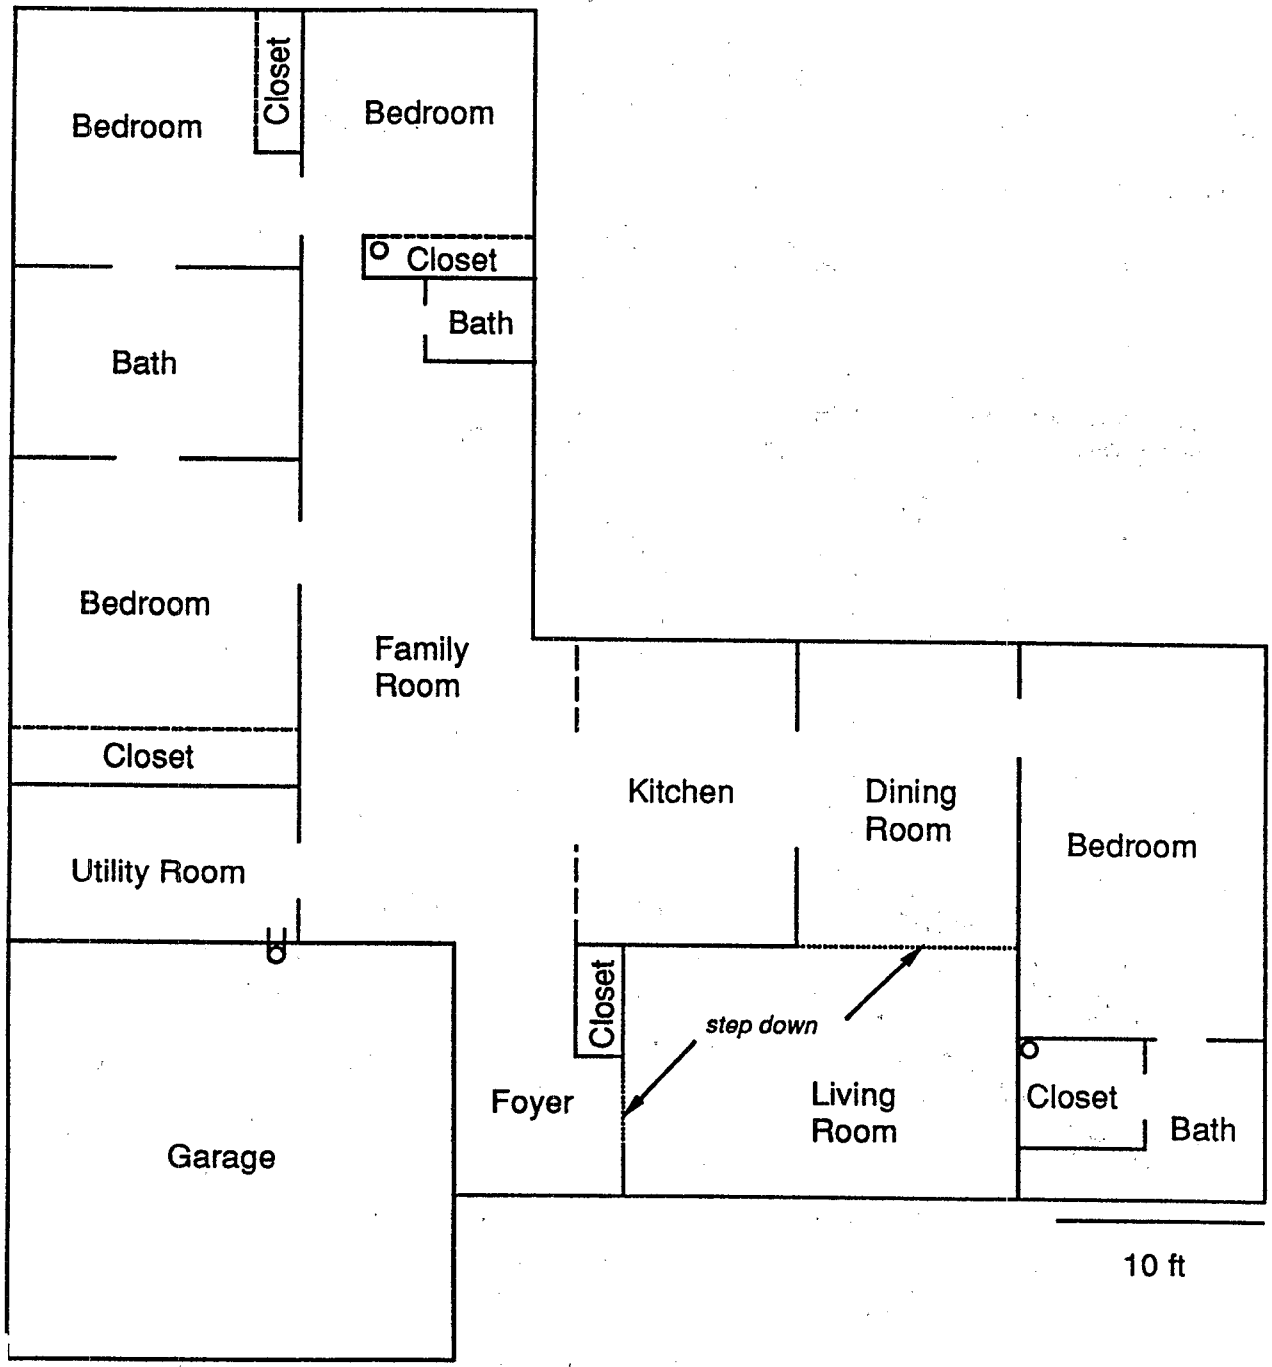 Closet
Bedroom
Bedroom
Closet
Bath
Bath
Bedroom
Family
Room
Closet
Kitchen
Dining
Room
Bedroom
Utility Room
Closet
step down
Foyer
Living
Room
Closet
Bath
Garage
10 ft